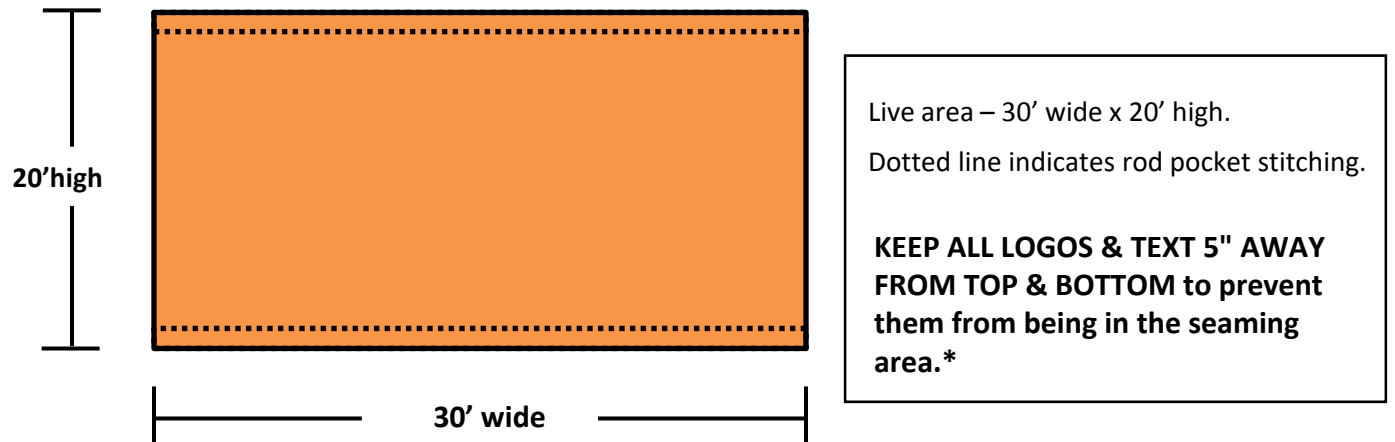 20’high
30’ wide
Live area – 30’ wide x 20’ high.
Dotted line indicates rod pocket stitching.
KEEP ALL LOGOS & TEXT 5" AWAY
FROM TOP & BOTTOM to prevent
them from being in the seaming
area.*